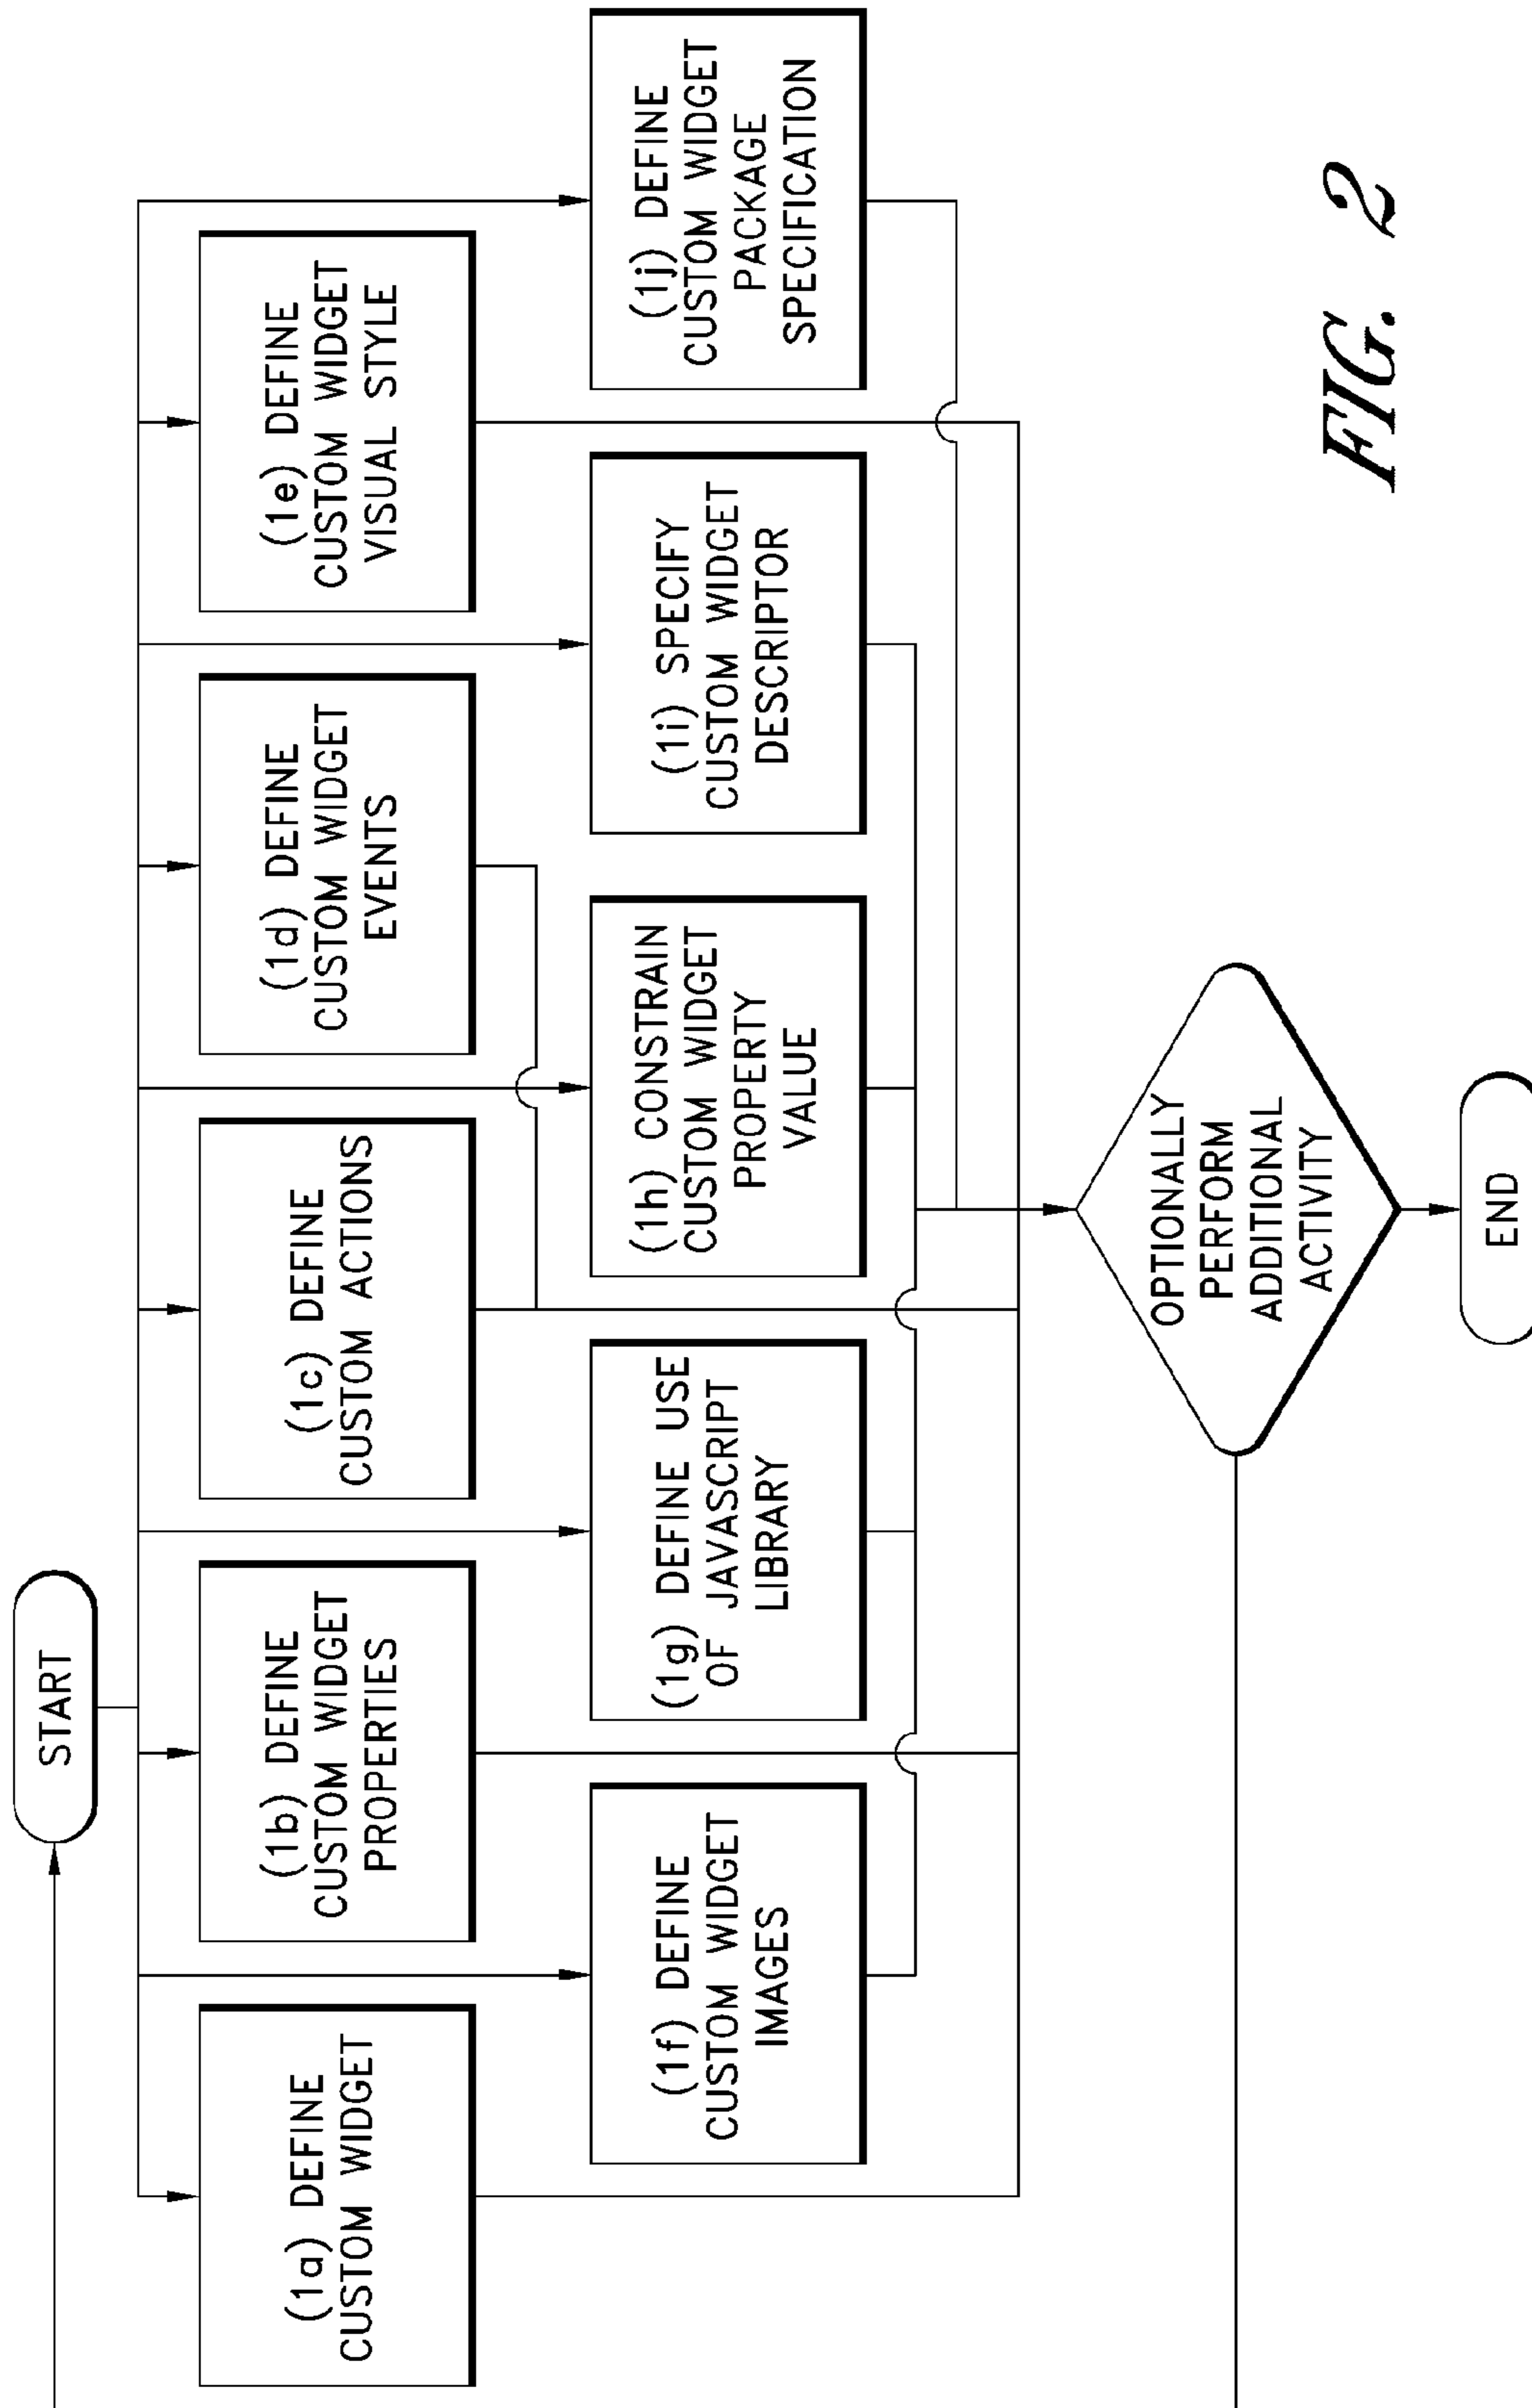 START
(1a) DEFINE
CUSTOM WIDGET
(1b) DEFINE
CUSTOM WIDGET
PROPERTIES
(1c) DEFINE
CUSTOM ACTIONS
(1d) DEFINE
CUSTOM WIDGET
EVENTS
(1e) DEFINE
CUSTOM WIDGET
VISUAL STYLE
(1f) DEFINE
CUSTOM WIDGET
IMAGES
(1g) DEFINE USE
OF JAVASCRIPT
LIBRARY
(1h) CONSTRAIN
CUSTOM WIDGET
PROPERTY
VALUE
(1i) SPECIFY
CUSTOM WIDGET
DESCRIPTOR
(1j) DEFINE
CUSTOM WIDGET
PACKAGE
SPECIFICATION
OPTIONALLY
PERFORM
ADDITIONAL
ACTIVITY
END
FIG. 2